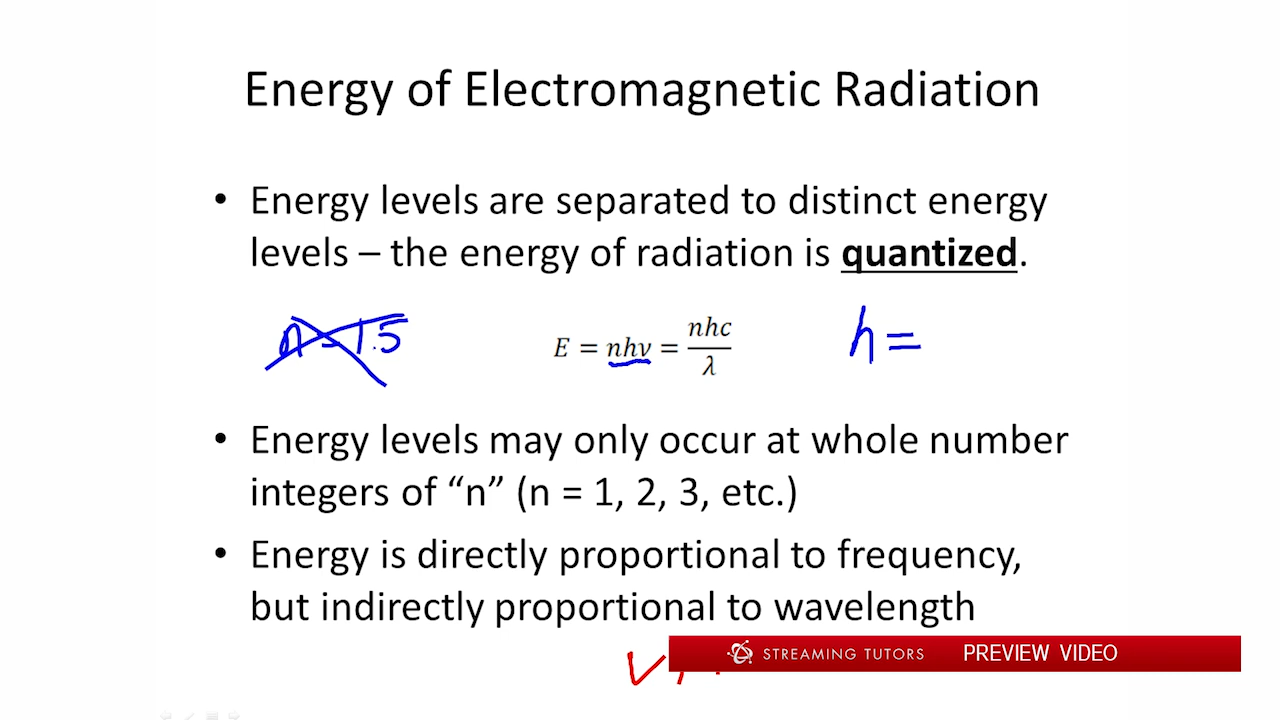 Energy of Electromagnetic Radiation
• Energy levels are separated to distinct energy
levels – the energy of radiation is quantized.
n = 1.5
E = nhν = nhc/λ
h =
• Energy levels may only occur at whole number
integers of “n” (n = 1, 2, 3, etc.)
• Energy is directly proportional to frequency,
but indirectly proportional to wavelength
STREAMING TUTORS PREVIEW VIDEO